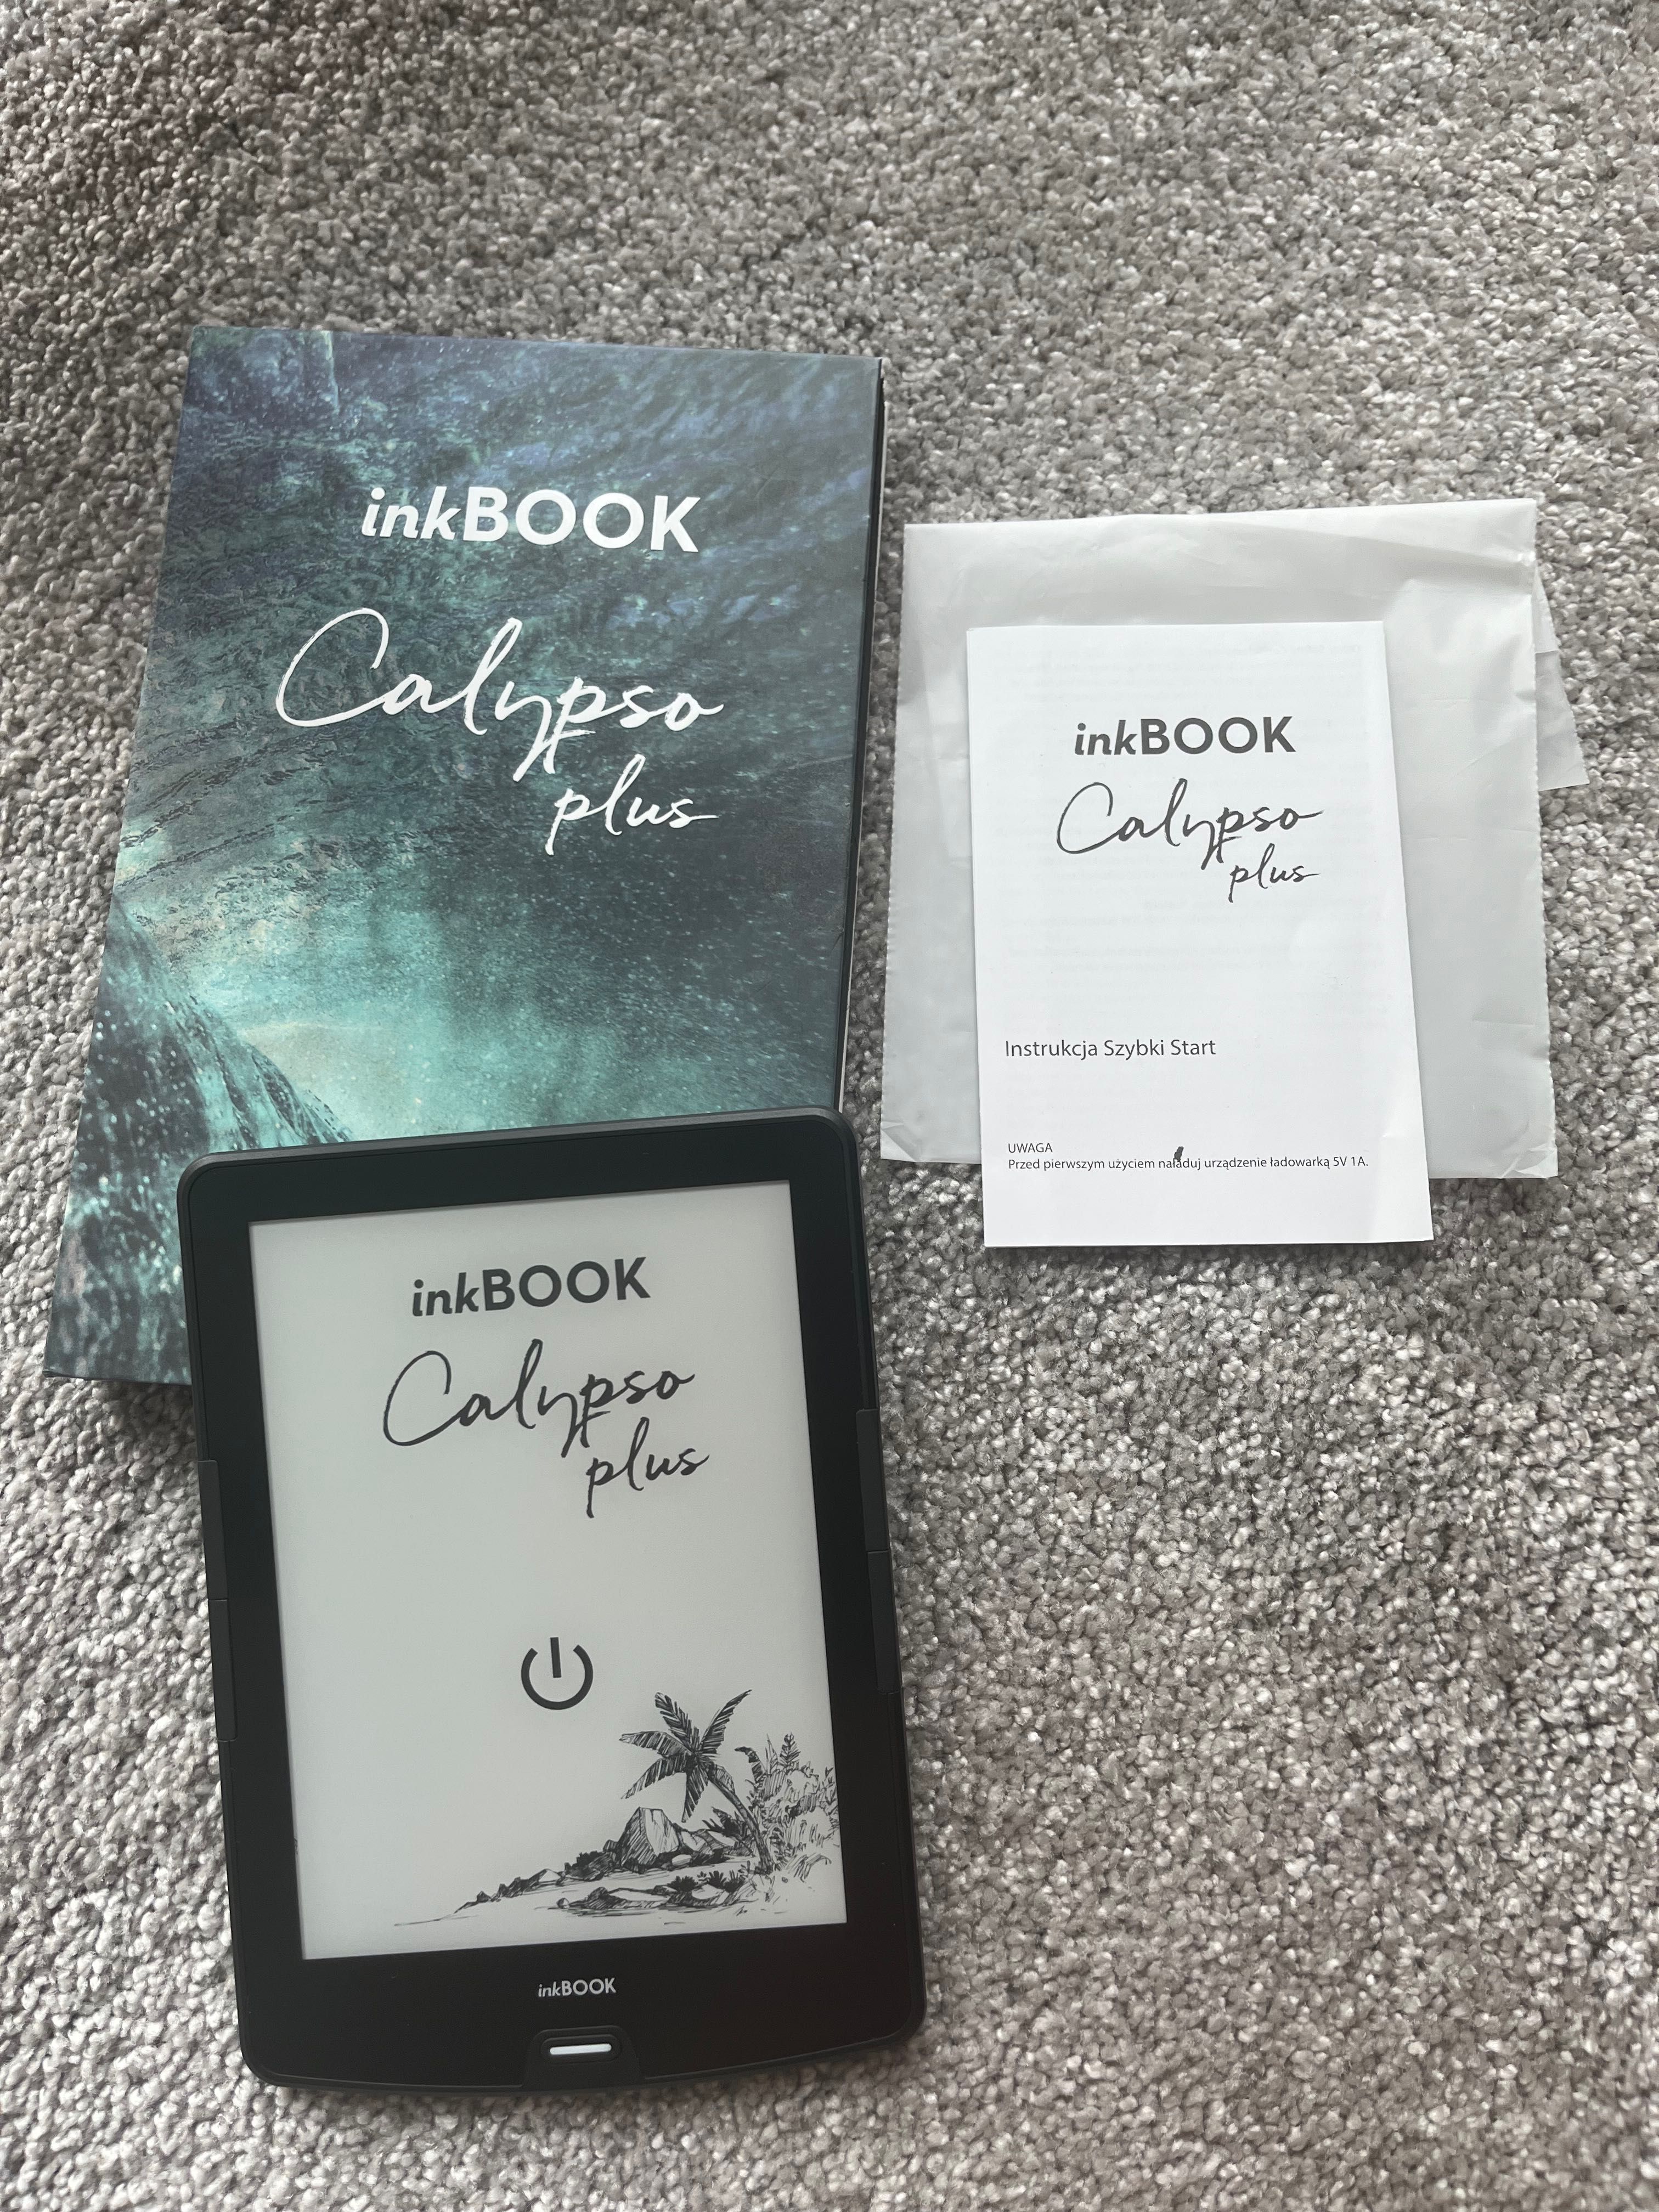 inkBOOK
Calypso
plus
inkBOOK
Calypso
plus
Instrukcja Szybki Start
UWAGA
Przed pierwszym użyciem naładuj urządzenie ładowarką 5V 1A.
inkBOOK
Calypso
plus
inkBOOK